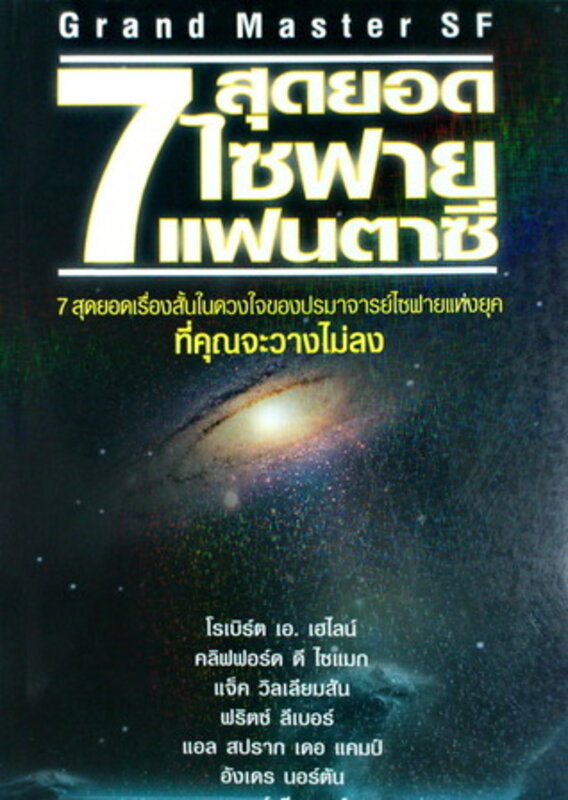 Grand Master SF
7 สุดยอด
ไซฟาย
แฟนตาซี
7 สุดยอดเรื่องสั้นในดวงใจของปรมาจารย์ไซฟายแห่งยุค
ที่คุณจะวางไม่ลง
โรเบิร์ต เอ. เฮไลน์
คลิฟฟอร์ด ดี ไซแมก
แจ็ค วิลเลียมสัน
ฟริตซ์ ลีเบอร์
แอล สปราก เดอ แคมป์
อังเดร นอร์ตัน